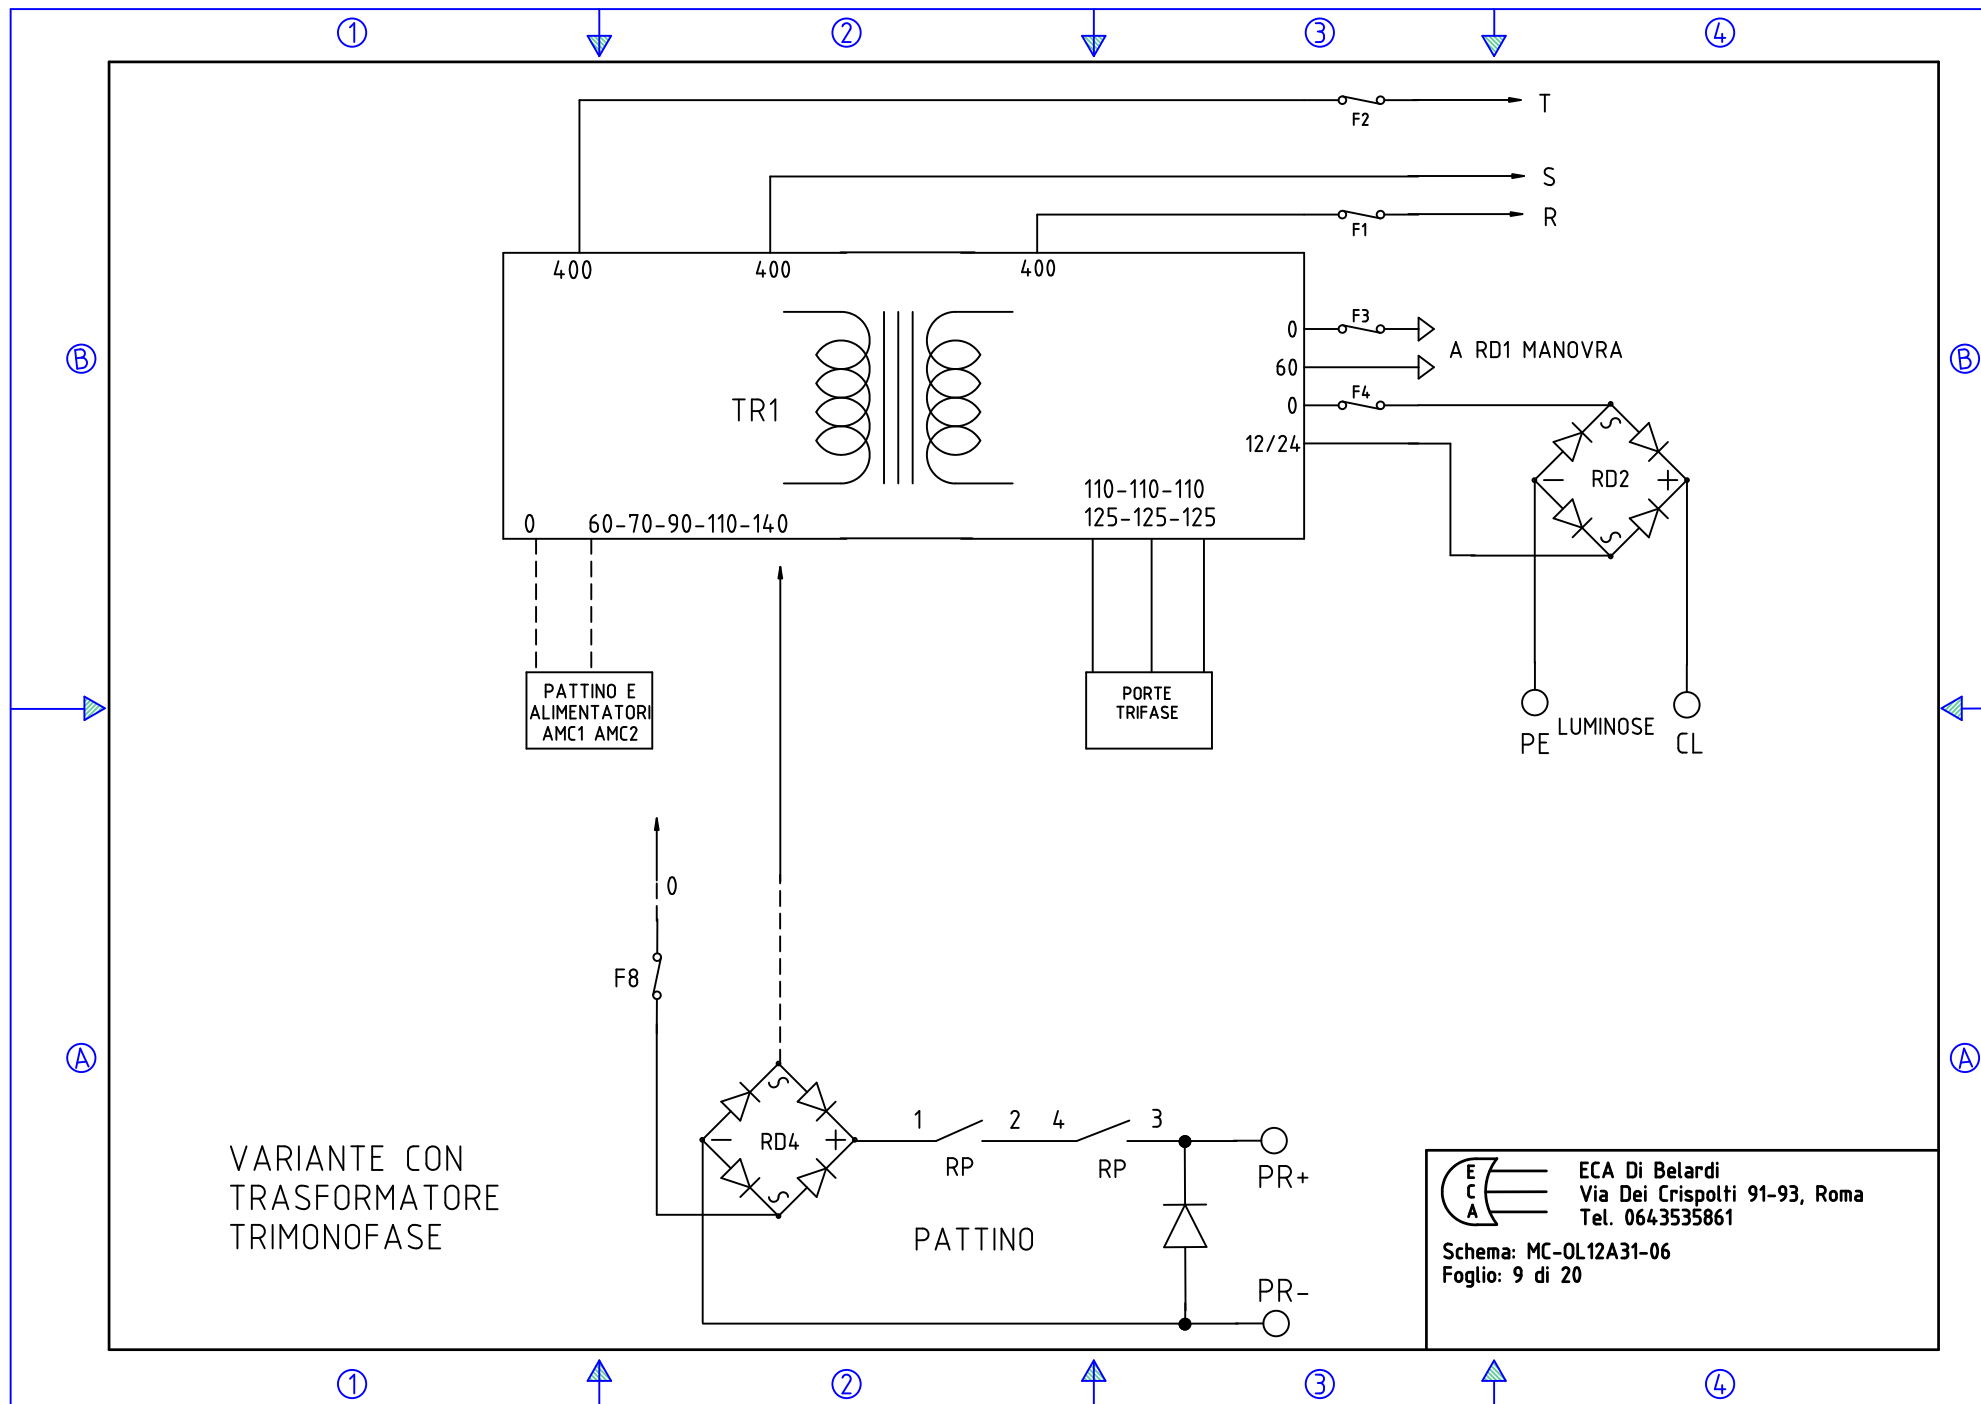 1 2 3 4
T
F2
S
R
F1
400 400 400
F3
0
A RD1 MANOVRA
60
F4
0
TR1
12/24
RD2
− +
110-110-110
125-125-125
0 60-70-90-110-140
B B
PATTINO E
ALIMENTATORI
AMC1 AMC2
PORTE
TRIFASE
LUMINOSE
PE CL
0
F8
A A
RD4
− +
1 2 4 3
RP RP
PR+
PATTINO
PR-
VARIANTE CON
TRASFORMATORE
TRIMONOFASE
E
C
A
ECA Di Belardi
Via Dei Crispolti 91-93, Roma
Tel. 0643535861
Schema: MC-OL12A31-06
Foglio: 9 di 20
1 2 3 4